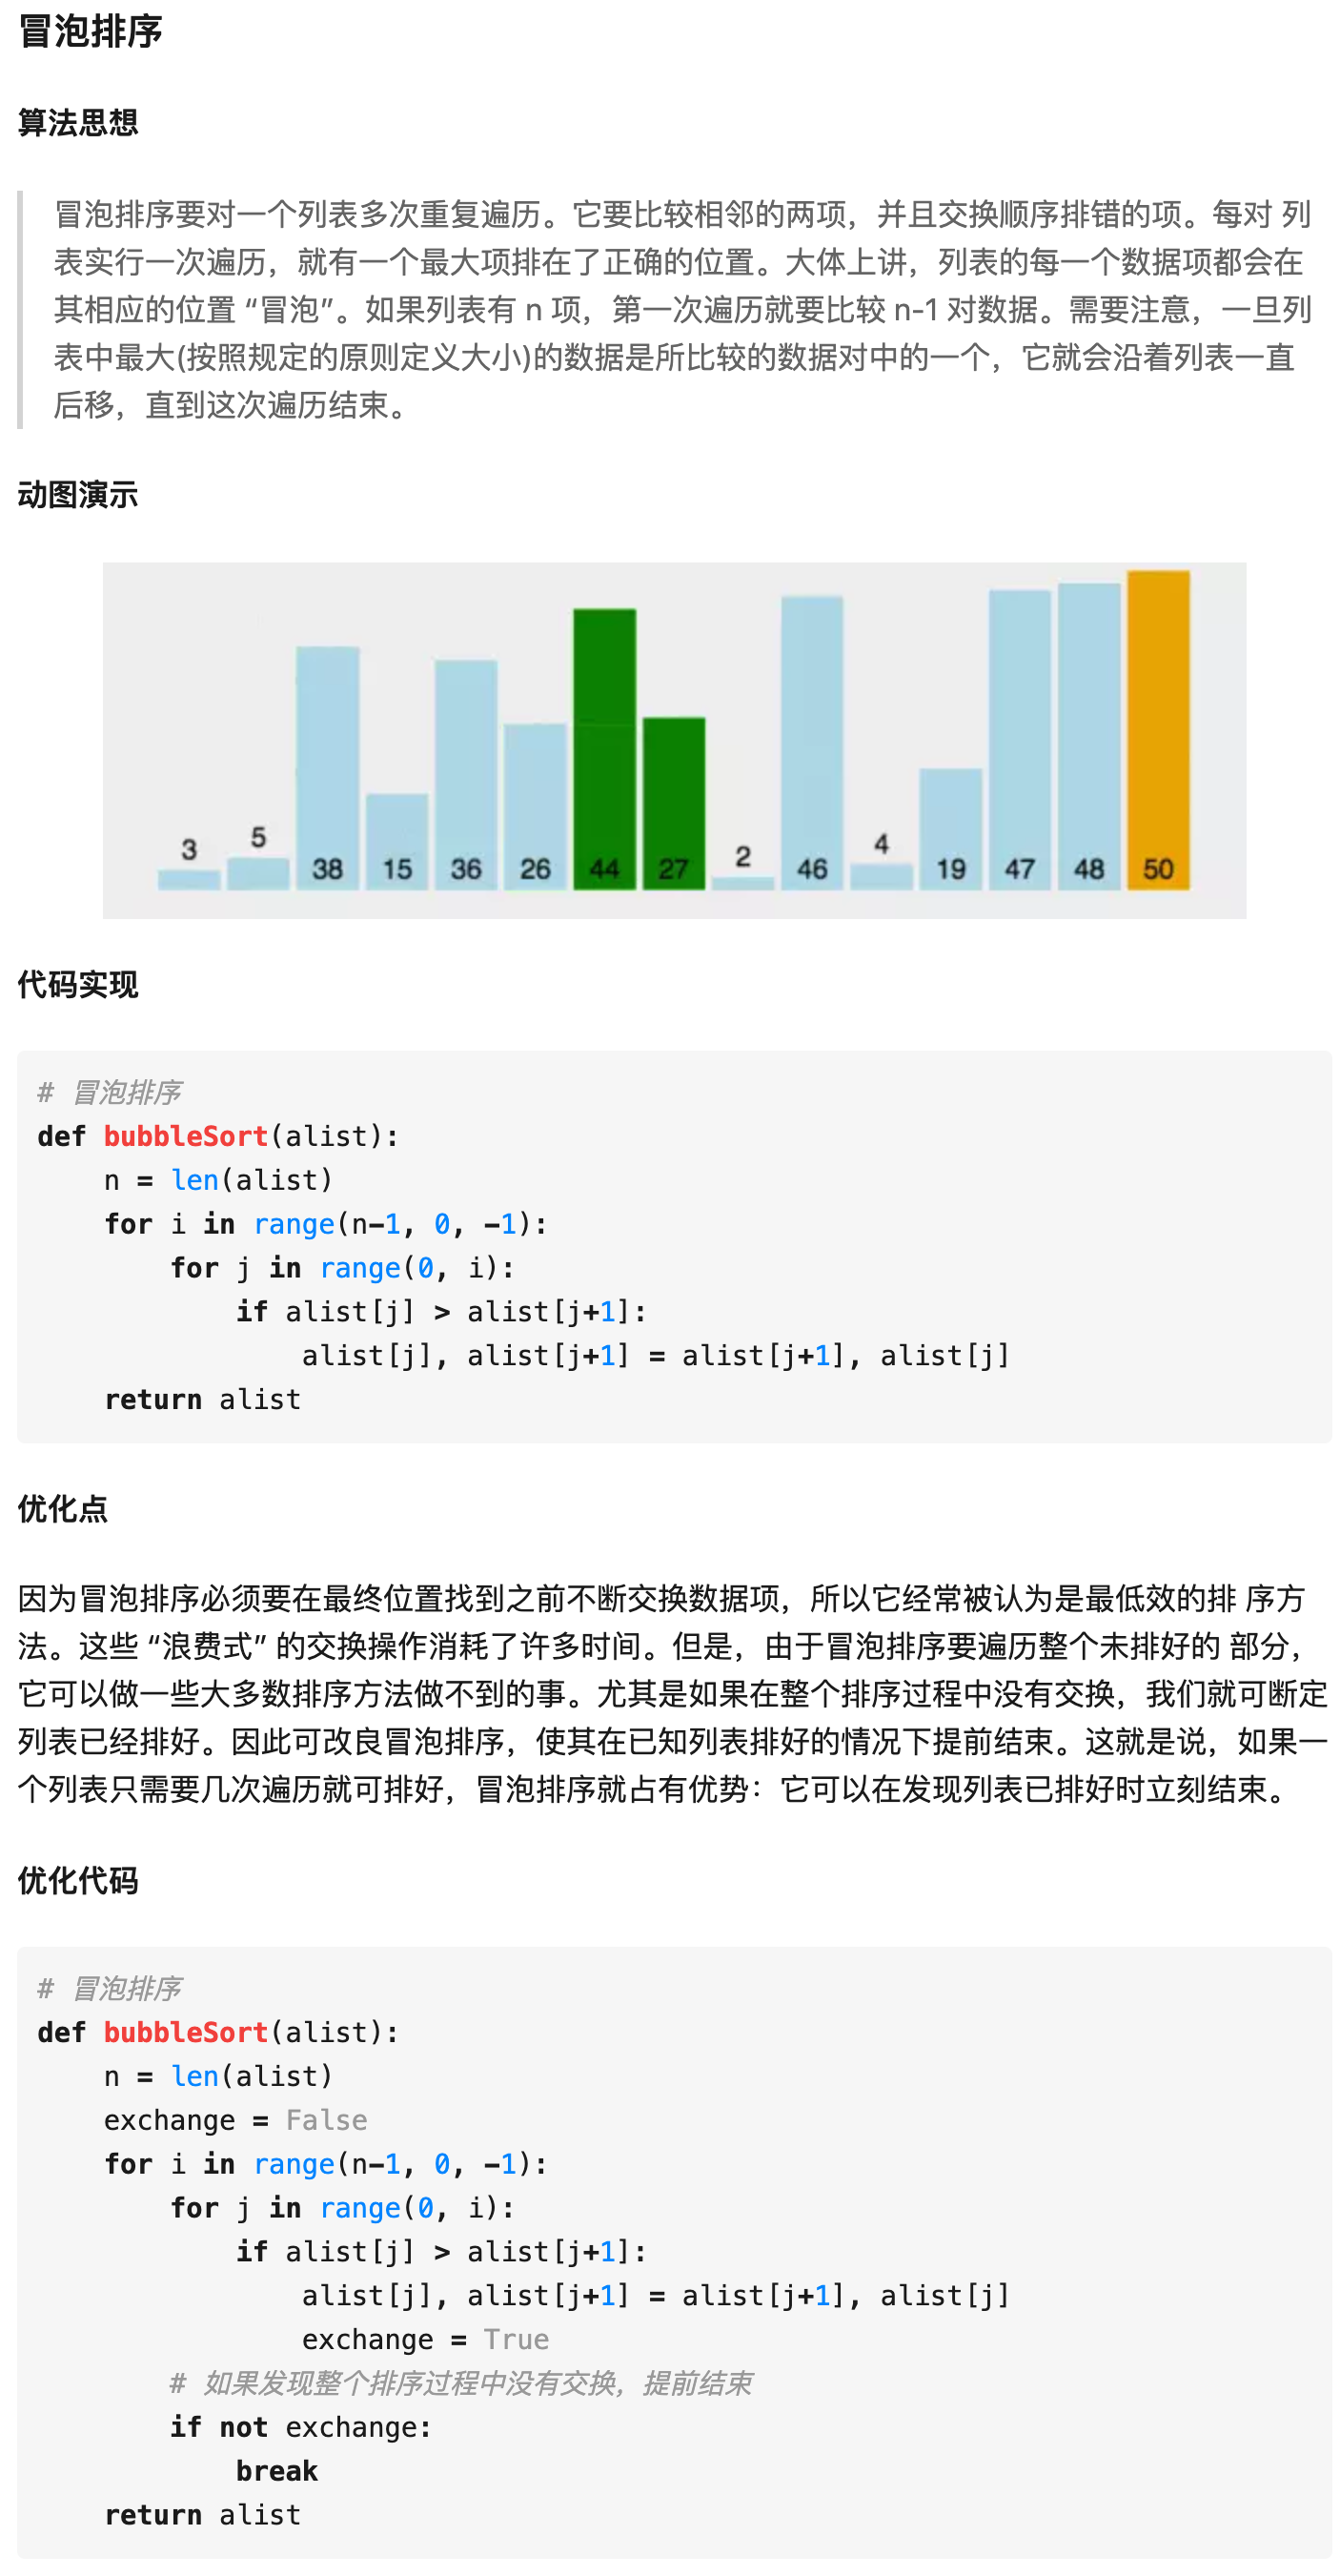 冒泡排序
算法思想
冒泡排序要对一个列表多次重复遍历。它要比较相邻的两项，并且交换顺序排错的项。每对 列
表实行一次遍历，就有一个最大项排在了正确的位置。大体上讲，列表的每一个数据项都会在
其相应的位置 “冒泡”。如果列表有 n 项，第一次遍历就要比较 n-1 对数据。需要注意，一旦列
表中最大(按照规定的原则定义大小)的数据是所比较的数据对中的一个，它就会沿着列表一直
后移，直到这次遍历结束。
动图演示
3 5 38 15 36 26 44 27 2 46 4 19 47 48 50
代码实现
# 冒泡排序
def bubbleSort(alist):
    n = len(alist)
    for i in range(n-1, 0, -1):
        for j in range(0, i):
            if alist[j] > alist[j+1]:
                alist[j], alist[j+1] = alist[j+1], alist[j]
    return alist
优化点
因为冒泡排序必须要在最终位置找到之前不断交换数据项，所以它经常被认为是最低效的排 序方
法。这些 “浪费式” 的交换操作消耗了许多时间。但是，由于冒泡排序要遍历整个未排好的 部分，
它可以做一些大多数排序方法做不到的事。尤其是如果在整个排序过程中没有交换，我们就可断定
列表已经排好。因此可改良冒泡排序，使其在已知列表排好的情况下提前结束。这就是说，如果一
个列表只需要几次遍历就可排好，冒泡排序就占有优势：它可以在发现列表已排好时立刻结束。
优化代码
# 冒泡排序
def bubbleSort(alist):
    n = len(alist)
    exchange = False
    for i in range(n-1, 0, -1):
        for j in range(0, i):
            if alist[j] > alist[j+1]:
                alist[j], alist[j+1] = alist[j+1], alist[j]
                exchange = True
        # 如果发现整个排序过程中没有交换，提前结束
        if not exchange:
            break
    return alist